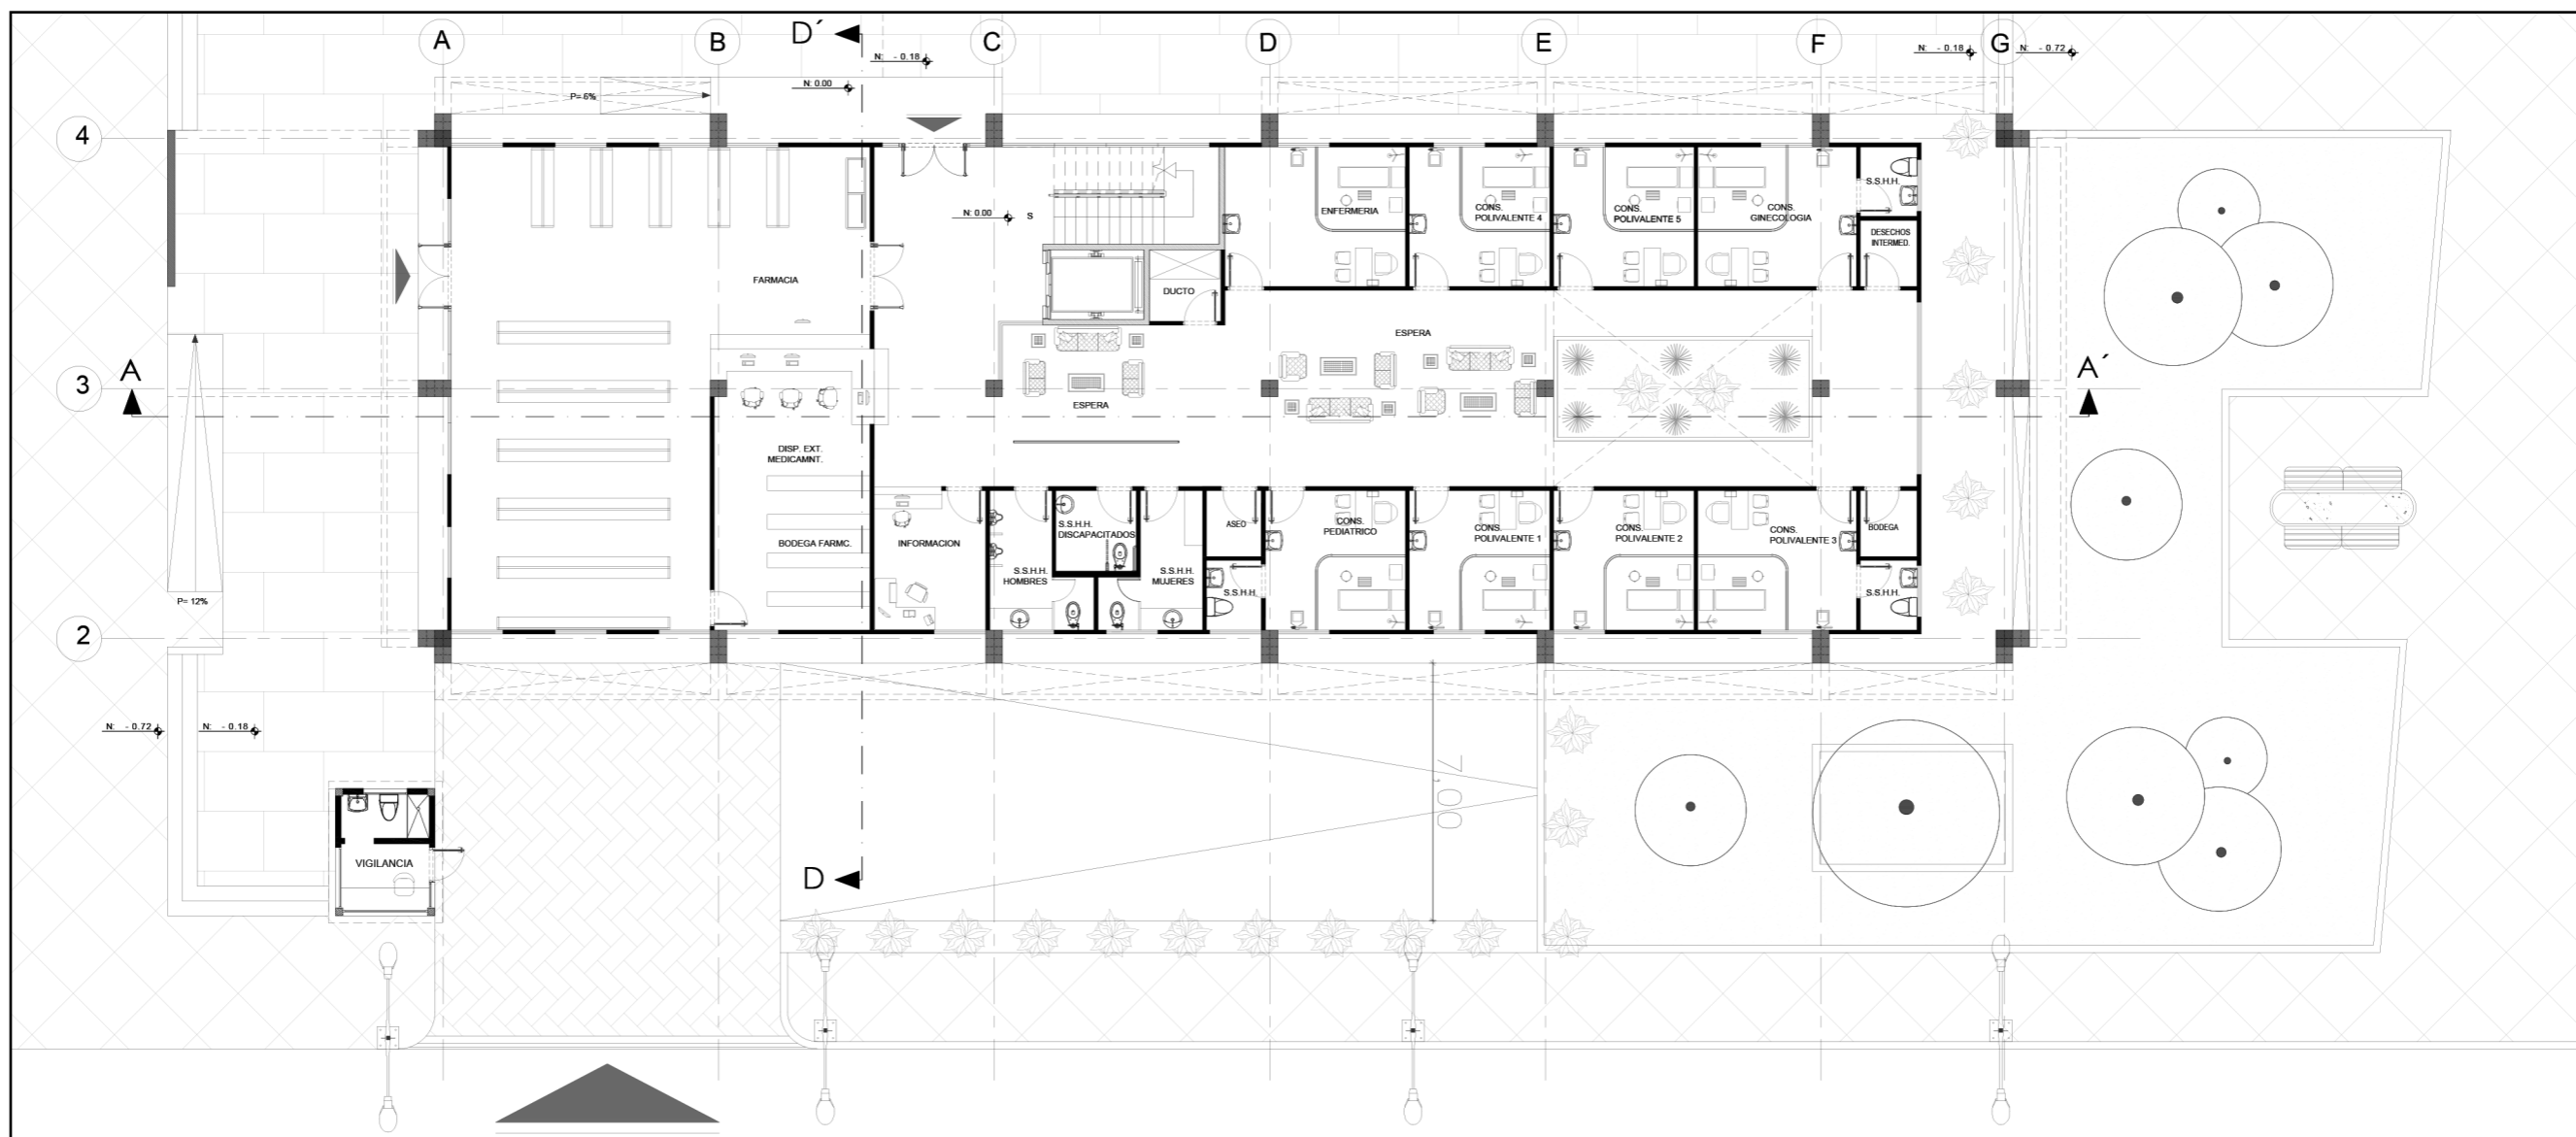 A
B
D´
C
D
E
F
G
N: - 0.18
N: 0.00
N: - 0.18
N: - 0.72
P= 6%
4
3
2
A
A´
N: 0.00
S
FARMACIA
DUCTO
ENFERMERIA
CONS.
POLIVALENTE 4
CONS.
POLIVALENTE 5
CONS.
GINECOLOGIA
S.S.H.H.
DESECHOS
INTERMED.
ESPERA
ESPERA
DISP. EXT.
MEDICAMNT.
BODEGA FARMC.
INFORMACION
S.S.H.H.
HOMBRES
S.S.H.H.
DISCAPACITADOS
S.S.H.H.
MUJERES
ASEO
S.S.H.H.
CONS.
PEDIATRICO
CONS.
POLIVALENTE 1
CONS.
POLIVALENTE 2
CONS.
POLIVALENTE 3
BODEGA
S.S.H.H.
P= 12%
N: - 0.72
N: - 0.18
7.00
VIGILANCIA
D